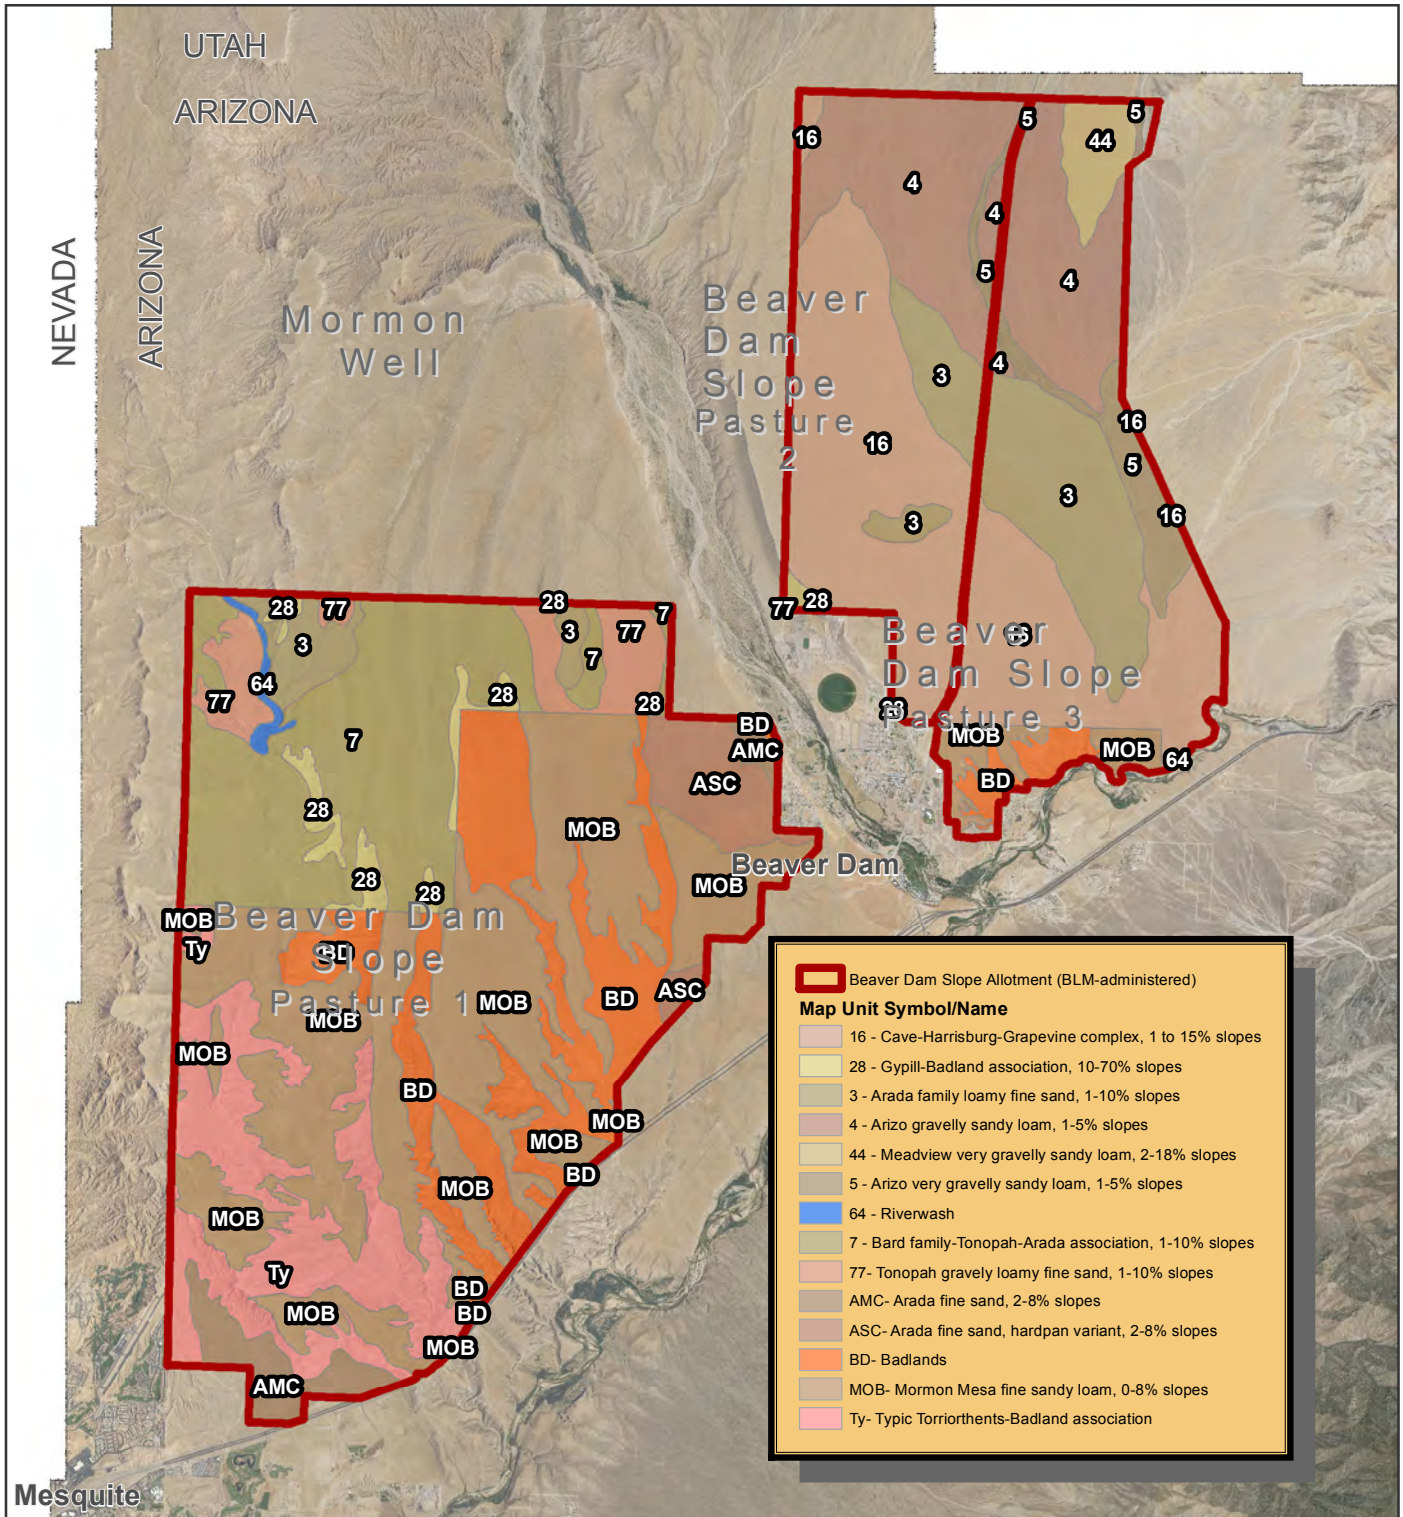 UTAH
ARIZONA
NEVADA
ARIZONA
Mormon
Well
Beaver
Dam
Slope
Pasture
2
16
4
5
5
44
4
5
4
4
3
16
16
5
3
3
16
77
28
Beaver
Dam Slope
Pasture 3
28
MOB
MOB
64
BD
28
77
28
7
3
3
77
7
77
64
28
28
7
BD
AMC
ASC
28
MOB
Beaver Dam
28
28
MOB
MOB
Ty
Beaver Dam
Slope
Pasture 1
BD
MOB
MOB
BD
ASC
MOB
BD
MOB
MOB
BD
MOB
MOB
Ty
MOB
BD
BD
MOB
AMC
Mesquite
Beaver Dam Slope Allotment (BLM-administered)
Map Unit Symbol/Name
16 - Cave-Harrisburg-Grapevine complex, 1 to 15% slopes
28 - Gypill-Badland association, 10-70% slopes
3 - Arada family loamy fine sand, 1-10% slopes
4 - Arizo gravelly sandy loam, 1-5% slopes
44 - Meadview very gravelly sandy loam, 2-18% slopes
5 - Arizo very gravelly sandy loam, 1-5% slopes
64 - Riverwash
7 - Bard family-Tonopah-Arada association, 1-10% slopes
77- Tonopah gravely loamy fine sand, 1-10% slopes
AMC- Arada fine sand, 2-8% slopes
ASC- Arada fine sand, hardpan variant, 2-8% slopes
BD- Badlands
MOB- Mormon Mesa fine sandy loam, 0-8% slopes
Ty- Typic Torriorthents-Badland association